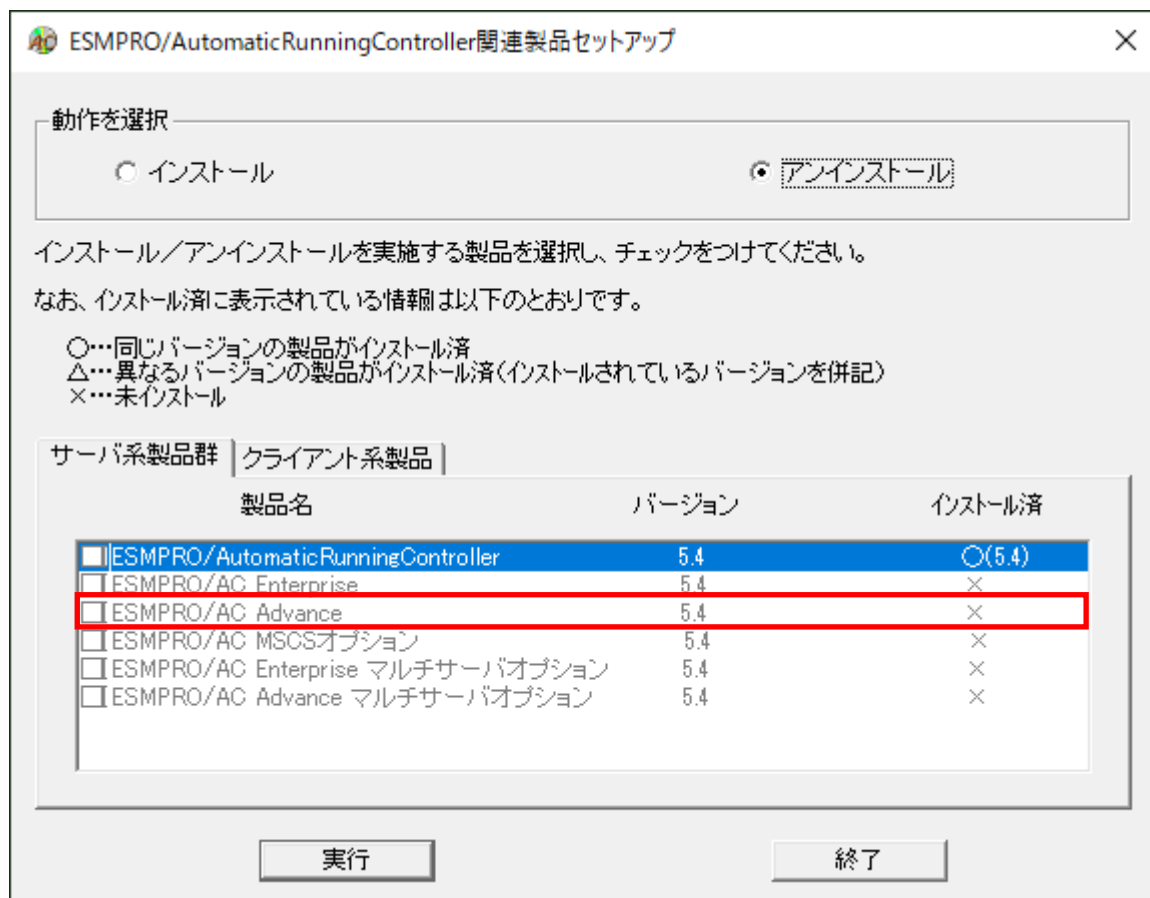 ESMPRO/AutomaticRunningController関連製品セットアップ
動作を選択
インストール アンインストール
インストール／アンインストールを実施する製品を選択し、チェックをつけてください。
なお、インストール済に表示されている情報は以下のとおりです。
○…同じバージョンの製品がインストール済
△…異なるバージョンの製品がインストール済(インストールされているバージョンを併記)
×…未インストール
サーバ系製品群 クライアント系製品
製品名 バージョン インストール済
ESMPRO/AutomaticRunningController 5.4 ○(5.4)
ESMPRO/AC Enterprise 5.4 ×
ESMPRO/AC Advance 5.4 ×
ESMPRO/AC MSCSオプション 5.4 ×
ESMPRO/AC Enterprise マルチサーバオプション 5.4 ×
ESMPRO/AC Advance マルチサーバオプション 5.4 ×
実行 終了